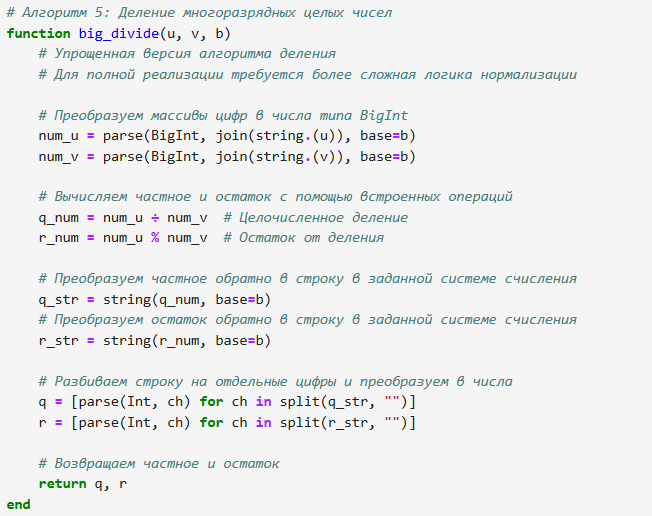 # Алгоритм 5: Деление многоразрядных целых чисел
function big_divide(u, v, b)
    # Упрощенная версия алгоритма деления
    # Для полной реализации требуется более сложная логика нормализации

    # Преобразуем массивы цифр в числа типа BigInt
    num_u = parse(BigInt, join(string.(u)), base=b)
    num_v = parse(BigInt, join(string.(v)), base=b)

    # Вычисляем частное и остаток с помощью встроенных операций
    q_num = num_u ÷ num_v  # Целочисленное деление
    r_num = num_u % num_v  # Остаток от деления

    # Преобразуем частное обратно в строку в заданной системе счисления
    q_str = string(q_num, base=b)
    # Преобразуем остаток обратно в строку в заданной системе счисления
    r_str = string(r_num, base=b)

    # Разбиваем строку на отдельные цифры и преобразуем в числа
    q = [parse(Int, ch) for ch in split(q_str, "")]
    r = [parse(Int, ch) for ch in split(r_str, "")]

    # Возвращаем частное и остаток
    return q, r
end